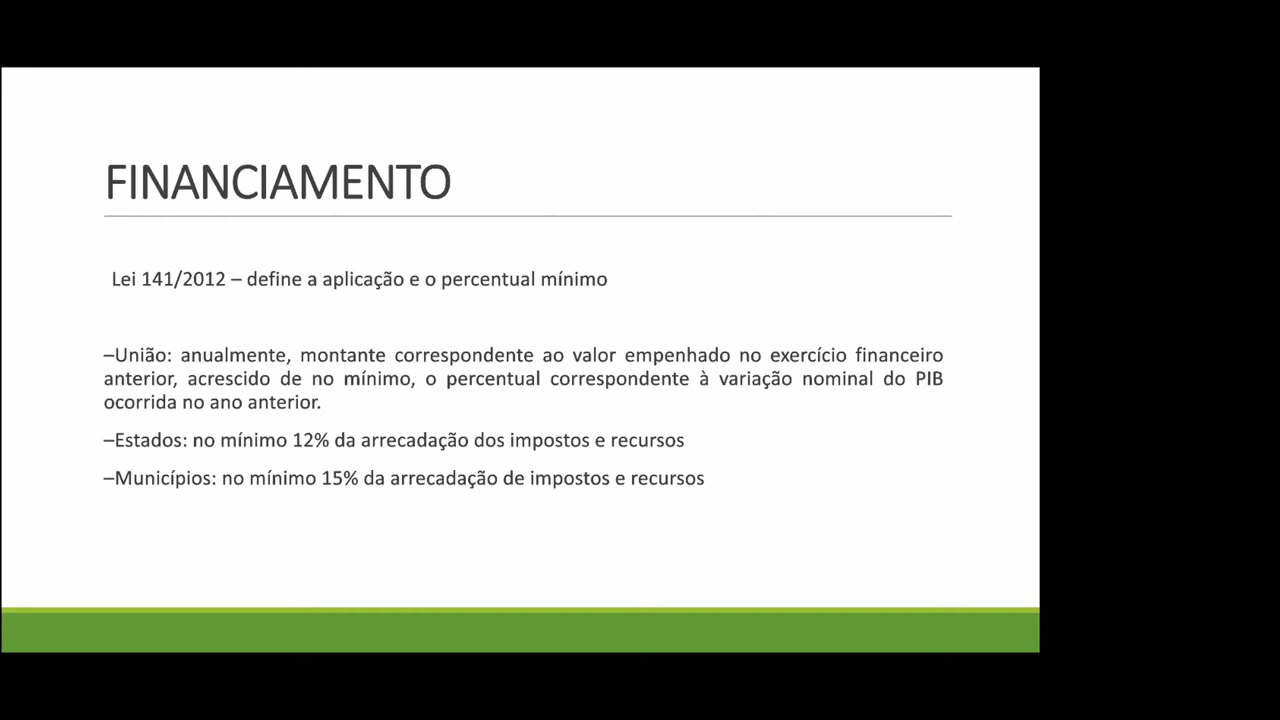 FINANCIAMENTO
Lei 141/2012 – define a aplicação e o percentual mínimo
–União: anualmente, montante correspondente ao valor empenhado no exercício financeiro
anterior, acrescido de no mínimo, o percentual correspondente à variação nominal do PIB
ocorrida no ano anterior.
–Estados: no mínimo 12% da arrecadação dos impostos e recursos
–Municípios: no mínimo 15% da arrecadação de impostos e recursos